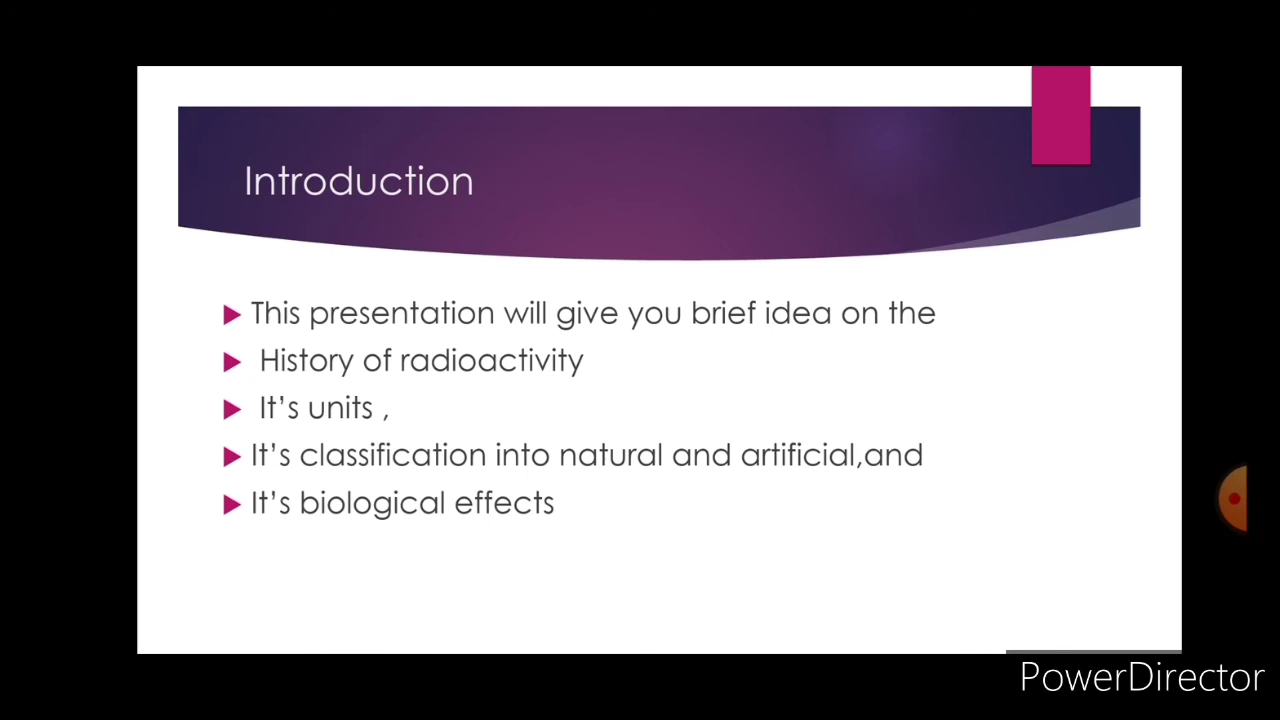 Introduction
This presentation will give you brief idea on the
History of radioactivity
It’s units ,
It’s classification into natural and artificial,and
It’s biological effects
PowerDirector